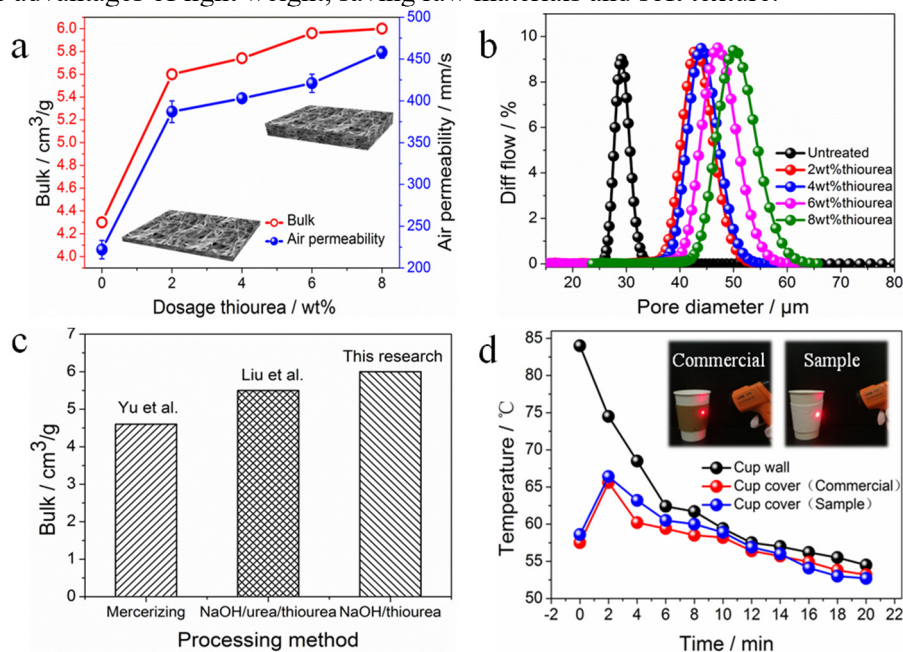 advantages of light weight, saving raw materials and soft texture.
a
6.0
5.8
5.6
5.4
5.2
5.0
4.8
4.6
4.4
4.2
4.0
Bulk / cm³/g
500
450
400
350
300
250
200
Air permeability / mm/s
Bulk
Air permeability
0 2 4 6 8
Dosage thiourea / wt%
b
10
8
6
4
2
0
Diff flow / %
Untreated
2wt%thiourea
4wt%thiourea
6wt%thiourea
8wt%thiourea
20 30 40 50 60 70 80
Pore diameter / μm
c
7
6
5
4
3
2
1
0
Bulk / cm³/g
Yu et al.
Liu et al.
This research
Mercerizing NaOH/urea/thiourea NaOH/thiourea
Processing method
d
85
80
75
70
65
60
55
50
Temperature / ℃
Commercial
Sample
Cup wall
Cup cover（Commercial）
Cup cover（Sample）
0 2 4 6 8 10 12 14 16 18 20 22
Time / min